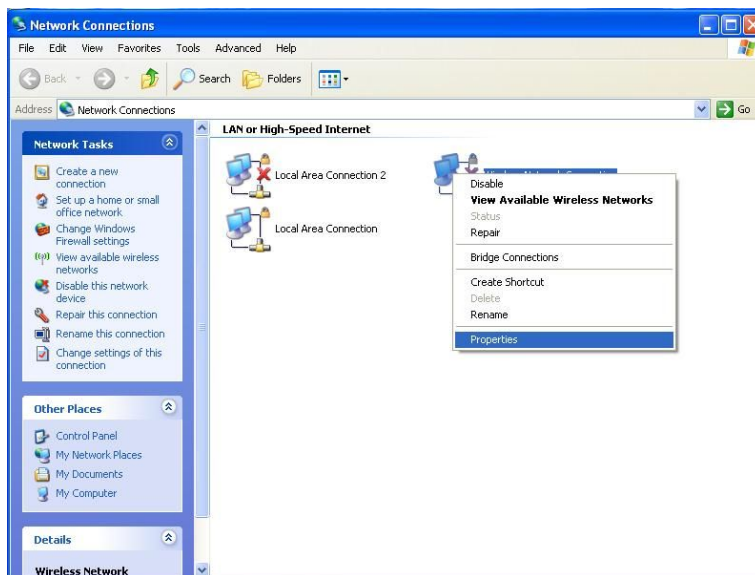 Network Connections
File Edit View Favorites Tools Advanced Help
Back Search Folders
Address Network Connections Go
Network Tasks
Create a new
connection
Set up a home or small
office network
Change Windows
Firewall settings
View available wireless
networks
Disable this network
device
Repair this connection
Rename this connection
Change settings of this
connection
Other Places
Control Panel
My Network Places
My Documents
My Computer
Details
Wireless Network
LAN or High-Speed Internet
Local Area Connection 2
Local Area Connection
Disable
View Available Wireless Networks
Status
Repair
Bridge Connections
Create Shortcut
Delete
Rename
Properties